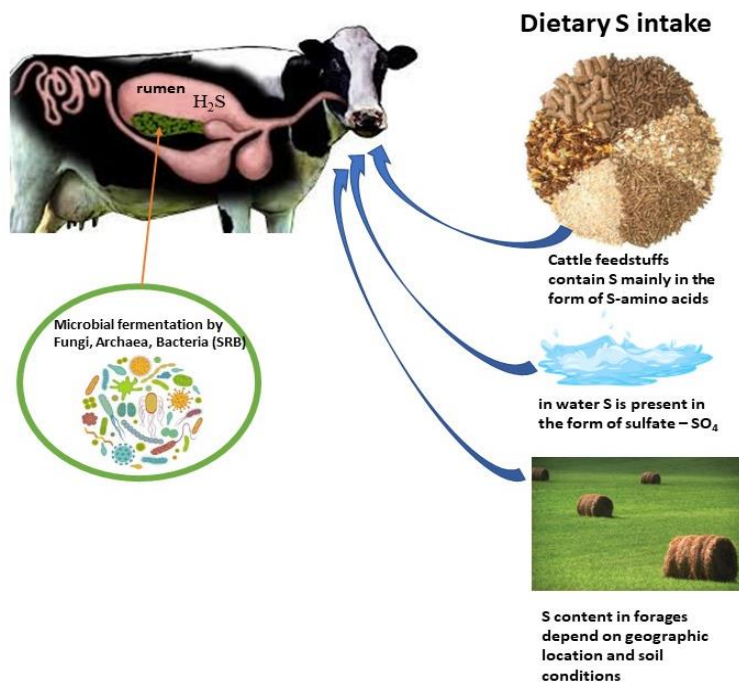 Dietary S intake
rumen
H₂S
Cattle feedstuffs
contain S mainly in the
form of S-amino acids
Microbial fermentation by
Fungi, Archaea, Bacteria (SRB)
in water S is present in
the form of sulfate – SO₄
S content in forages
depend on geographic
location and soil
conditions